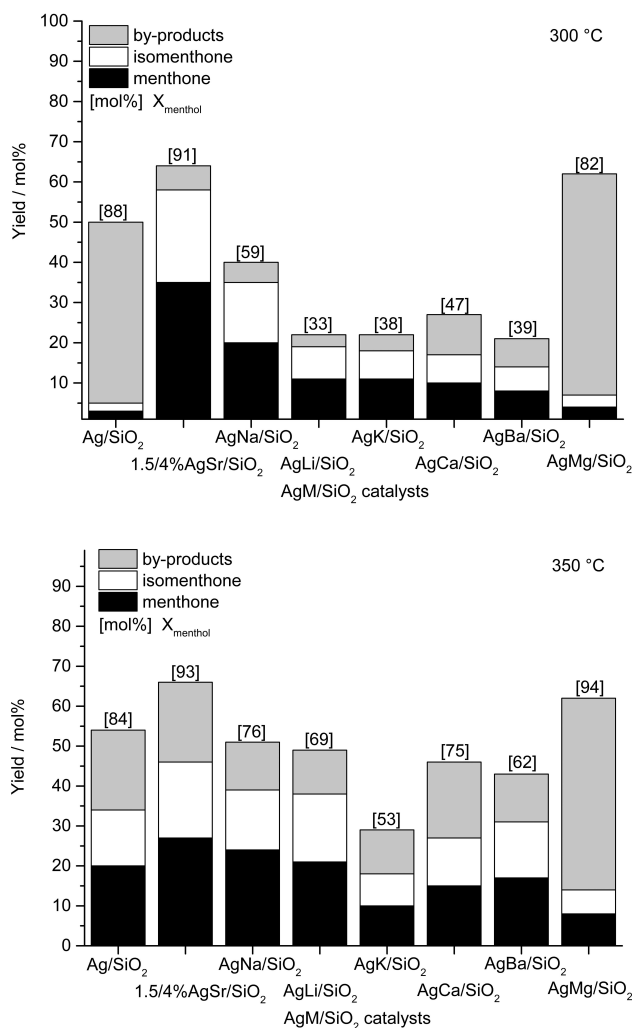 100
90
80
70
60
50
40
30
20
10
Yield / mol%
by-products
isomenthone
menthone
[mol%] X_menthol
300 °C
[88]
[91]
[59]
[33]
[38]
[47]
[39]
[82]
Ag/SiO₂
AgNa/SiO₂
AgK/SiO₂
AgBa/SiO₂
1.5/4%AgSr/SiO₂
AgLi/SiO₂
AgCa/SiO₂
AgMg/SiO₂
AgM/SiO₂ catalysts
90
80
70
60
50
40
30
20
10
0
Yield / mol%
by-products
isomenthone
menthone
[mol%] X_menthol
350 °C
[84]
[93]
[76]
[69]
[53]
[75]
[62]
[94]
Ag/SiO₂
AgNa/SiO₂
AgK/SiO₂
AgBa/SiO₂
1.5/4%AgSr/SiO₂
AgLi/SiO₂
AgCa/SiO₂
AgMg/SiO₂
AgM/SiO₂ catalysts